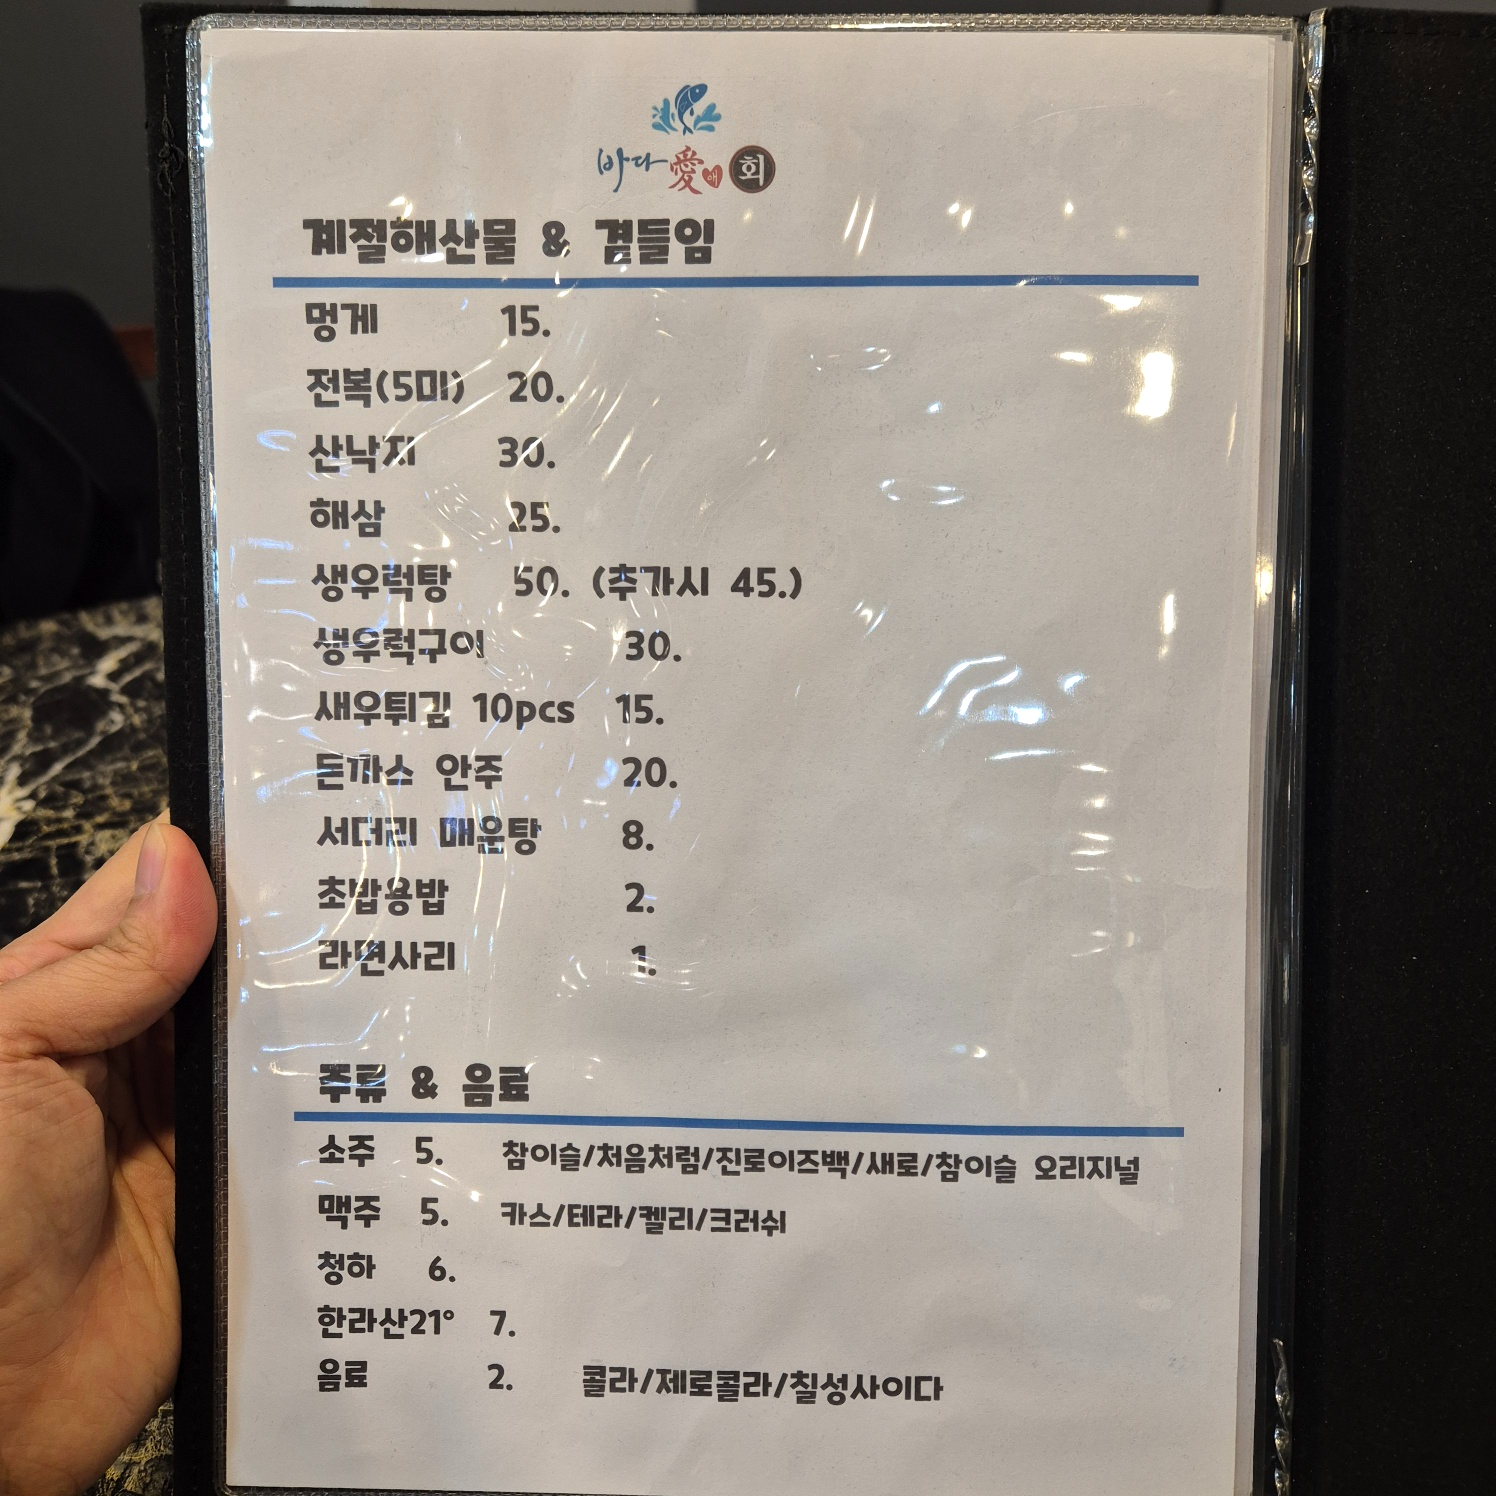 바다愛애 회
계절해산물 & 곁들임
멍게 15.
전복(5미) 20.
산낙지 30.
해삼 25.
생우럭탕 50. (추가시 45.)
생우럭구이 30.
새우튀김 10pcs 15.
돈까스 안주 20.
서더리 매운탕 8.
초밥용밥 2.
라면사리 1.
주류 & 음료
소주 5. 참이슬/처음처럼/진로이즈백/새로/참이슬 오리지널
맥주 5. 카스/테라/켈리/크러쉬
청하 6.
한라산21° 7.
음료 2. 콜라/제로콜라/칠성사이다